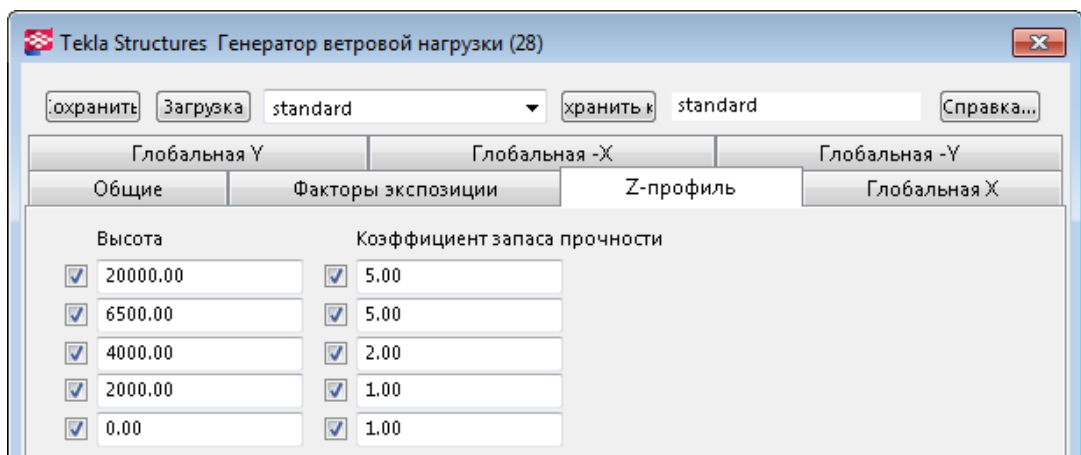 Tekla Structures Генератор ветровой нагрузки (28)
Сохранить Загрузка standard хранить к standard Справка...
Глобальная Y Глобальная -X Глобальная -Y
Общие Факторы экспозиции Z-профиль Глобальная X
Высота Коэффициент запаса прочности
20000.00 5.00
6500.00 5.00
4000.00 2.00
2000.00 1.00
0.00 1.00